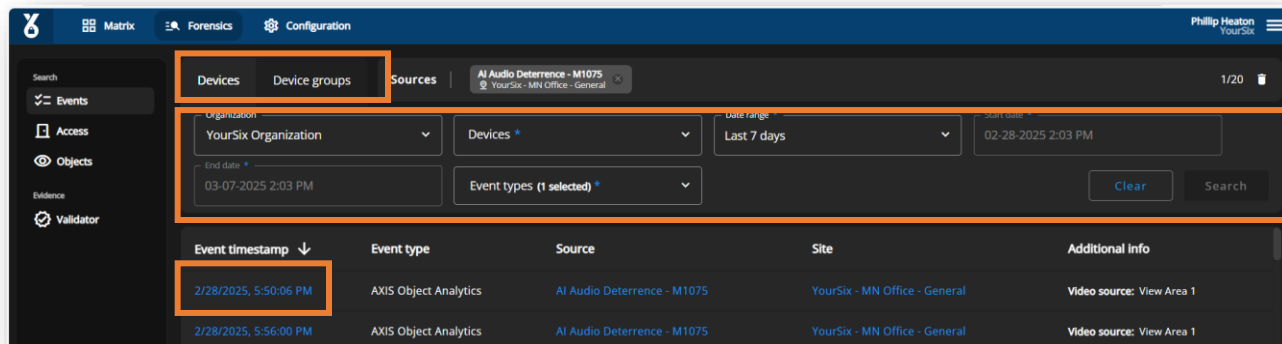 Matrix Forensics Configuration Phillip Heaton
YourSix
Search
Events
Access
Objects
Evidence
Validator
Devices Device groups Sources AI Audio Deterrence - M1075 1/20
YourSix - MN Office - General
Organization Date range * Start date *
YourSix Organization Devices * Last 7 days 02-28-2025 2:03 PM
End date *
03-07-2025 2:03 PM Event types (1 selected) * Clear Search
Event timestamp Event type Source Site Additional info
2/28/2025, 5:50:06 PM AXIS Object Analytics AI Audio Deterrence - M1075 YourSix - MN Office - General Video source: View Area 1
2/28/2025, 5:56:00 PM AXIS Object Analytics AI Audio Deterrence - M1075 YourSix - MN Office - General Video source: View Area 1